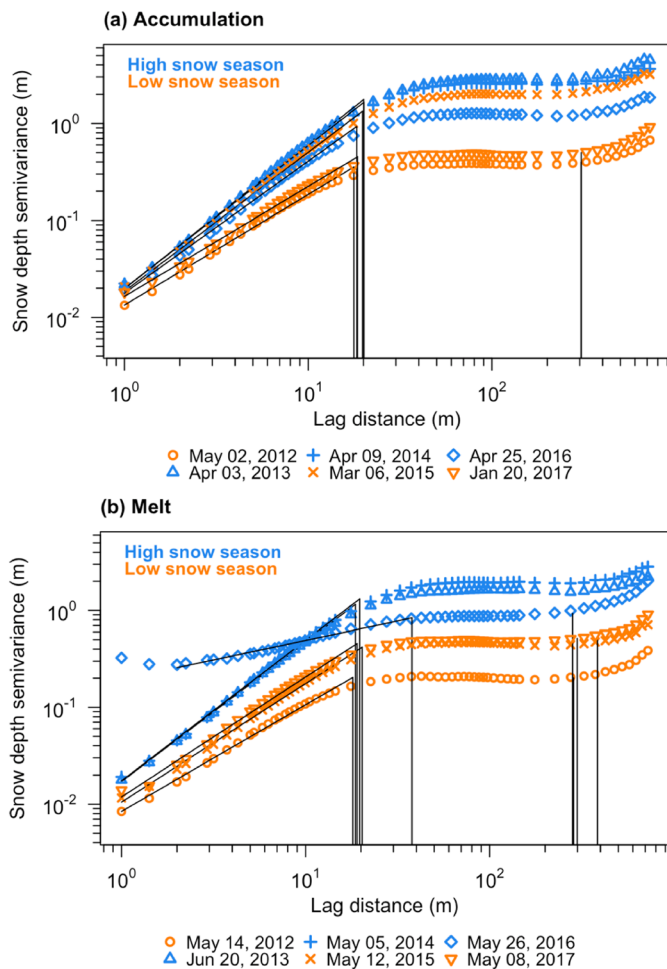 (a) Accumulation
High snow season
Low snow season
Snow depth semivariance (m)
10^0
10^-1
10^-2
10^0 10^1 10^2
Lag distance (m)
May 02, 2012 Apr 09, 2014 Apr 25, 2016
Apr 03, 2013 Mar 06, 2015 Jan 20, 2017
(b) Melt
High snow season
Low snow season
Snow depth semivariance (m)
10^0
10^-1
10^-2
10^0 10^1 10^2
Lag distance (m)
May 14, 2012 May 05, 2014 May 26, 2016
Jun 20, 2013 May 12, 2015 May 08, 2017